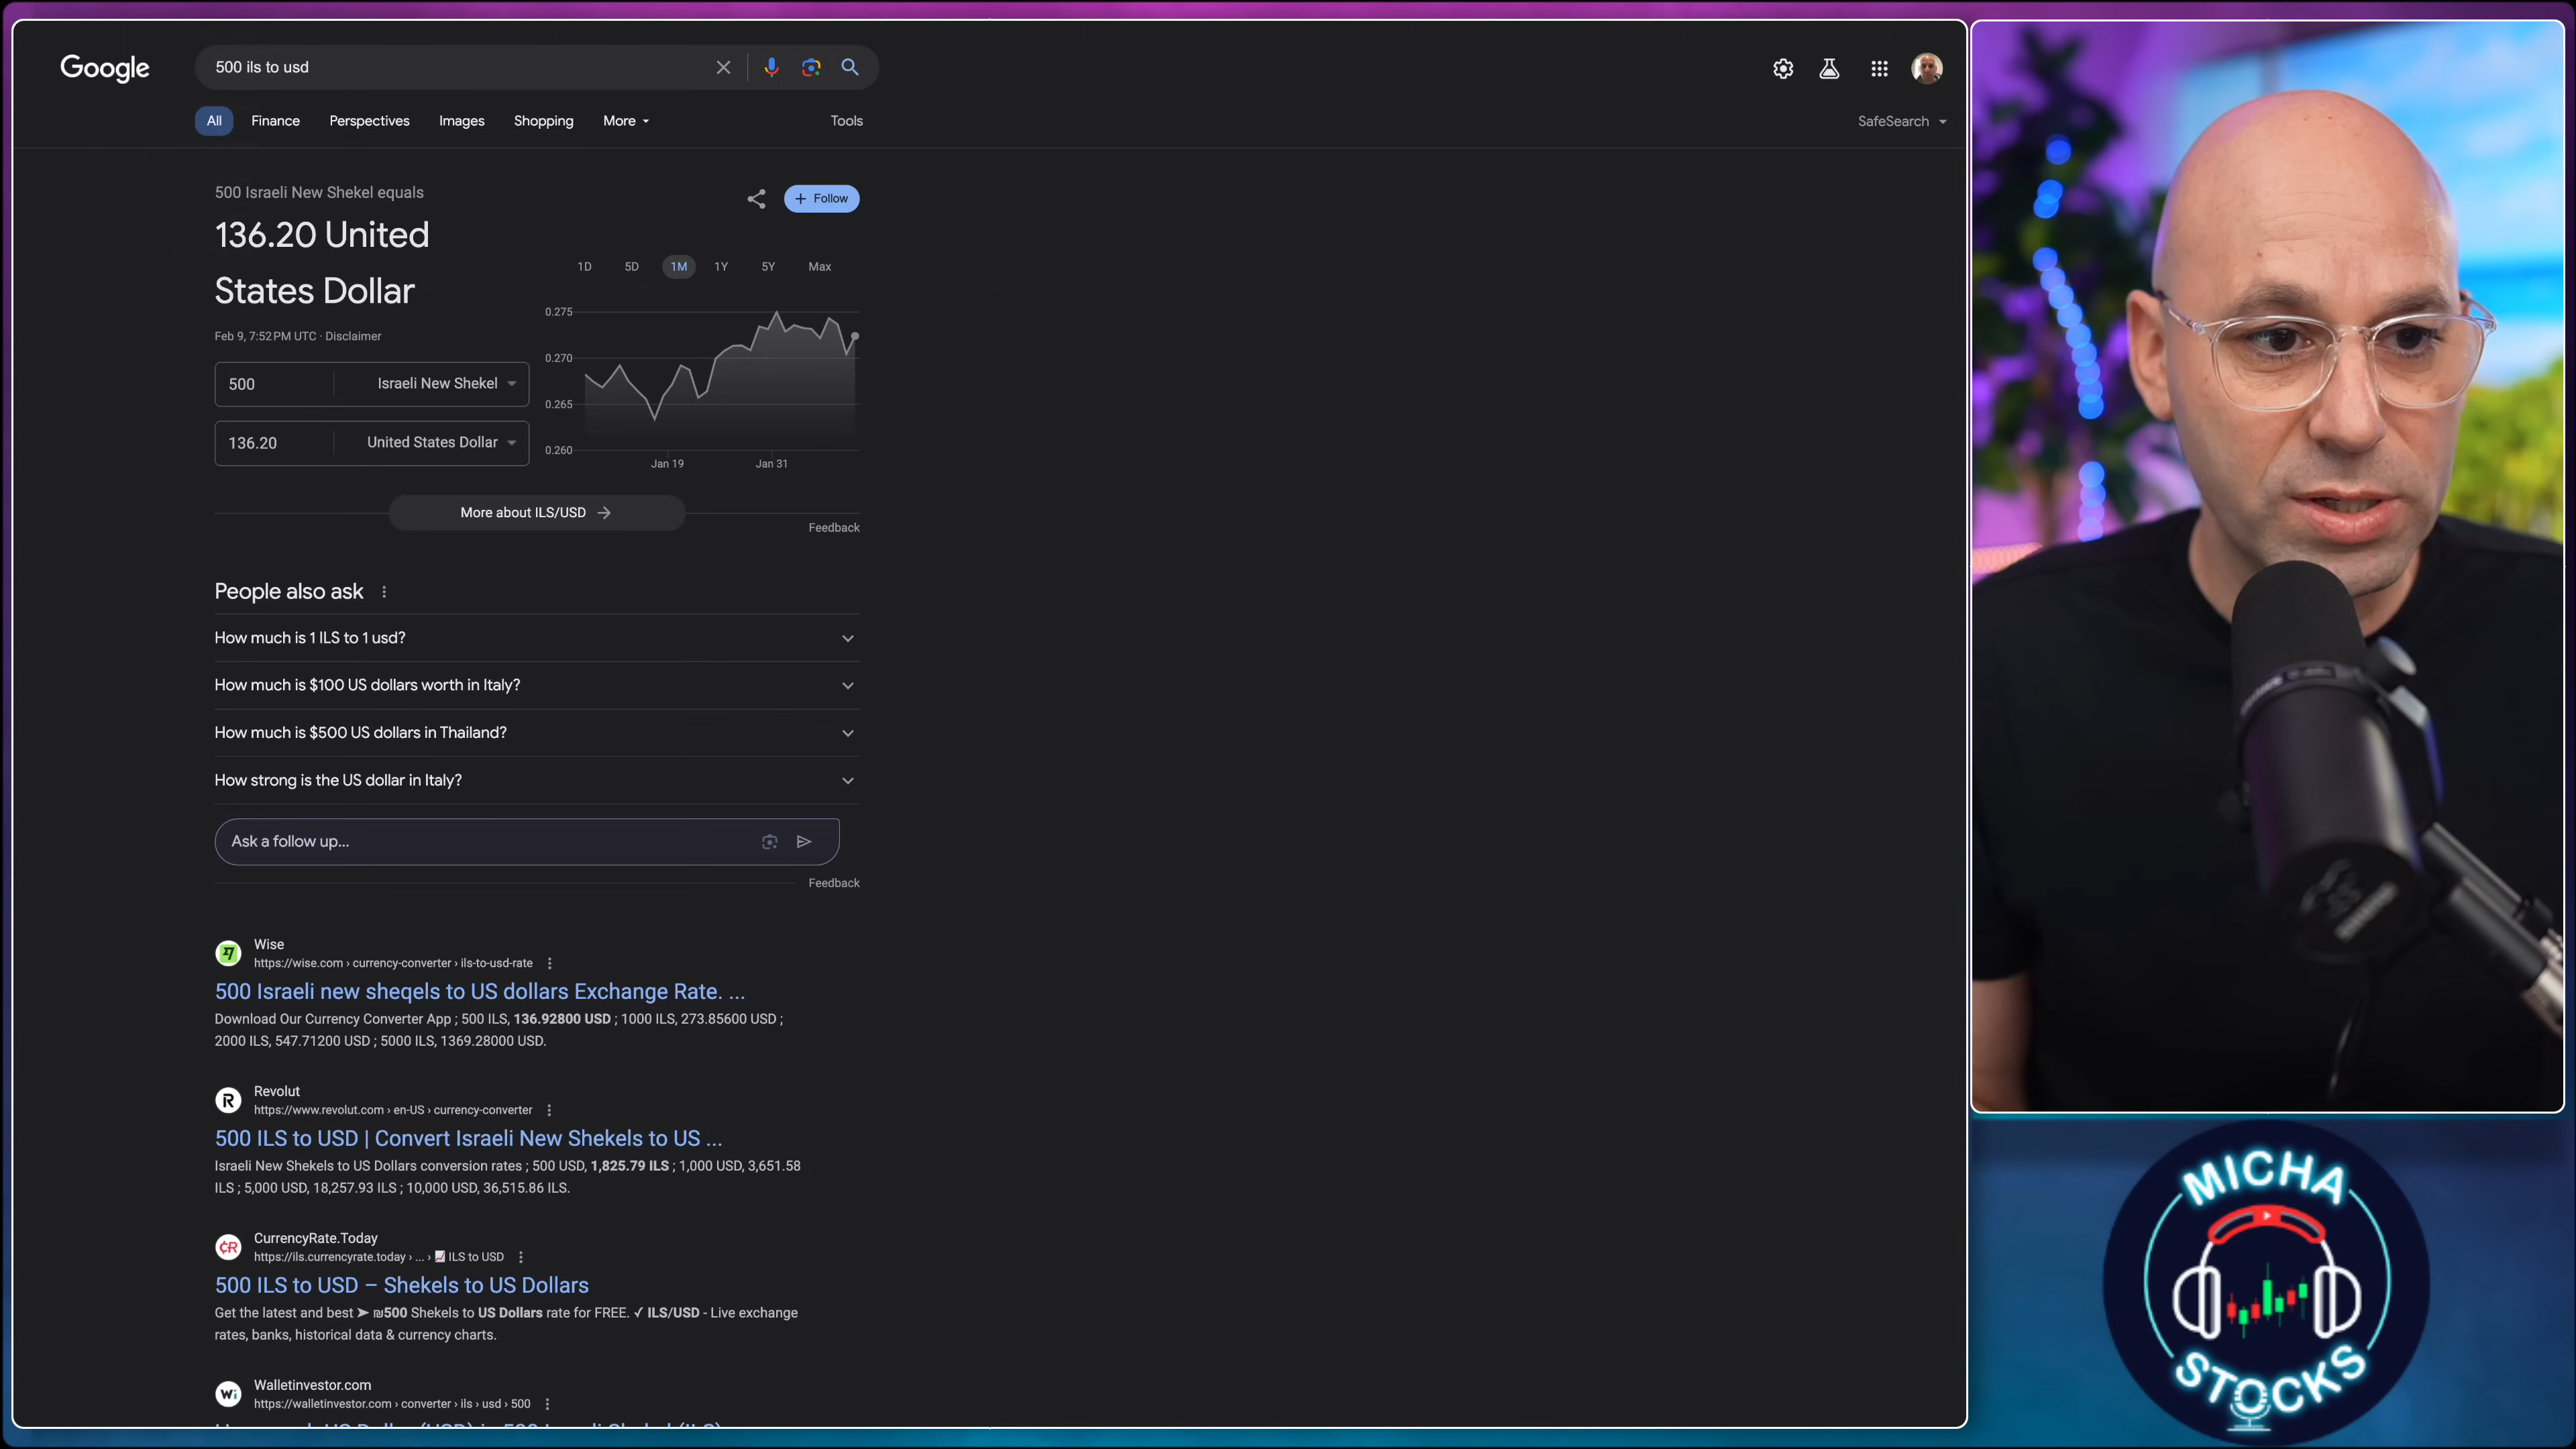 Google
500 ils to usd
All
Finance
Perspectives
Images
Shopping
More
Tools
SafeSearch
500 Israeli New Shekel equals
136.20 United
States Dollar
Follow
Feb 9, 7:52 PM UTC · Disclaimer
500
Israeli New Shekel
136.20
United States Dollar
1D
5D
1M
1Y
5Y
Max
0.275
0.270
0.265
0.260
Jan 19
Jan 31
More about ILS/USD
Feedback
People also ask
How much is 1 ILS to 1 usd?
How much is $100 US dollars worth in Italy?
How much is $500 US dollars in Thailand?
How strong is the US dollar in Italy?
Ask a follow up...
Feedback
Wise
https://wise.com › currency-converter › ils-to-usd-rate
500 Israeli new sheqels to US dollars Exchange Rate. ...
Download Our Currency Converter App ; 500 ILS, 136.92800 USD ; 1000 ILS, 273.85600 USD ;
2000 ILS, 547.71200 USD ; 5000 ILS, 1369.28000 USD.
Revolut
https://www.revolut.com › en-US › currency-converter
500 ILS to USD | Convert Israeli New Shekels to US ...
Israeli New Shekels to US Dollars conversion rates ; 500 USD, 1,825.79 ILS ; 1,000 USD, 3,651.58
ILS ; 5,000 USD, 18,257.93 ILS ; 10,000 USD, 36,515.86 ILS.
CurrencyRate.Today
https://ils.currencyrate.today › ... › 📈 ILS to USD
500 ILS to USD – Shekels to US Dollars
Get the latest and best ➤ ₪500 Shekels to US Dollars rate for FREE. ✓ ILS/USD - Live exchange
rates, banks, historical data & currency charts.
Walletinvestor.com
https://walletinvestor.com › converter › ils › usd › 500
MICHA
STOCKS